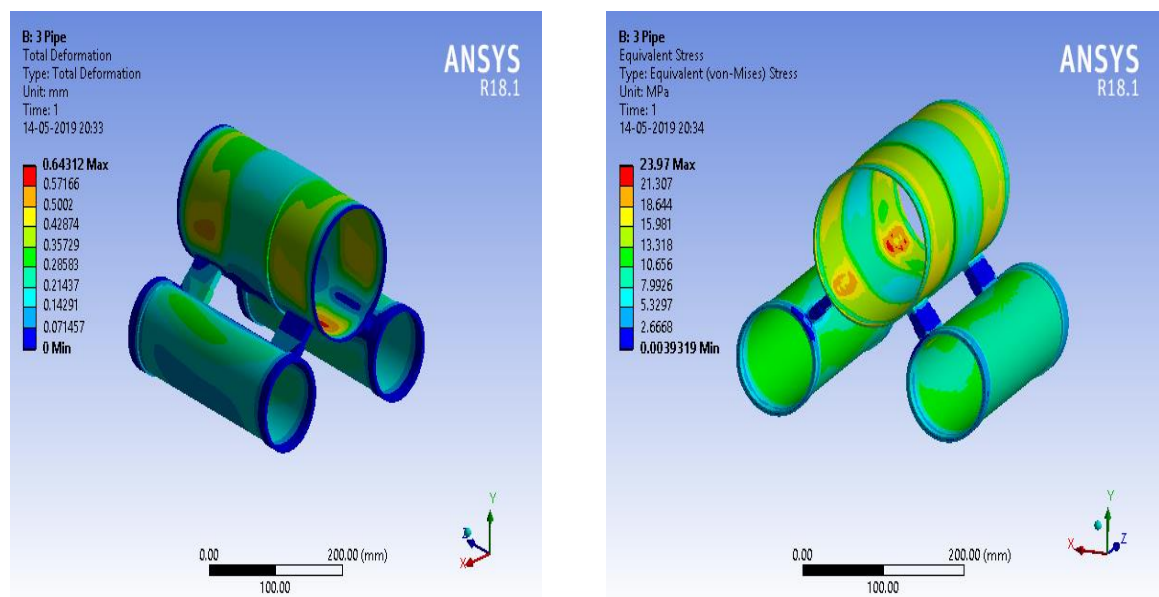 B: 3 Pipe
Total Deformation
Type: Total Deformation
Unit: mm
Time: 1
14-05-2019 20:33
ANSYS
R18.1
0.64312 Max
0.57166
0.5002
0.42874
0.35729
0.28583
0.21437
0.14291
0.071457
0 Min
Y
Z
X
0.00 200.00 (mm)
100.00
B: 3 Pipe
Equivalent Stress
Type: Equivalent (von-Mises) Stress
Unit: MPa
Time: 1
14-05-2019 20:34
ANSYS
R18.1
23.97 Max
21.307
18.644
15.981
13.318
10.656
7.9926
5.3297
2.6668
0.0039319 Min
Y
X Z
0.00 200.00 (mm)
100.00